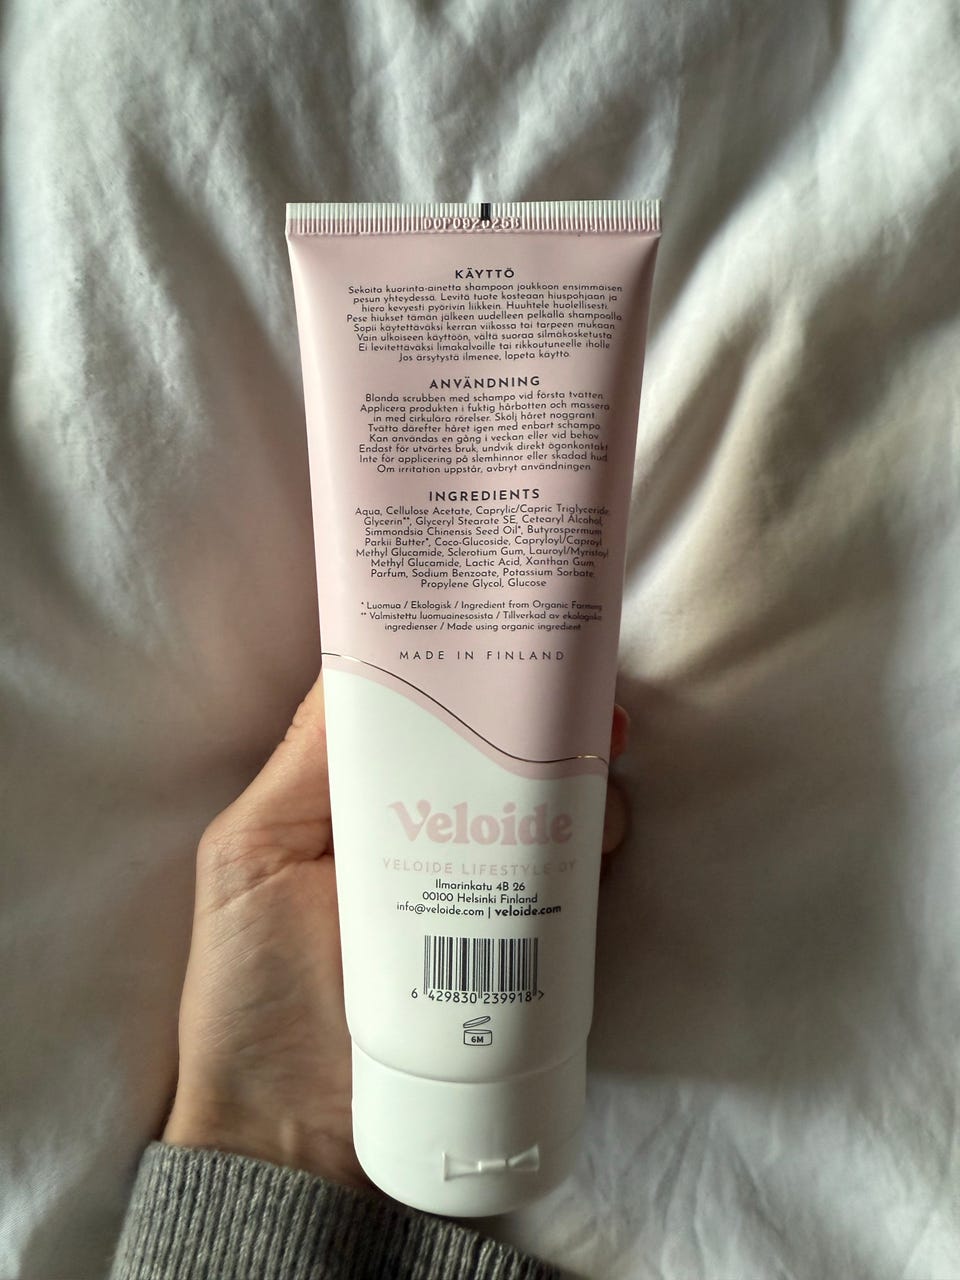 KÄYTTÖ
Sekoita kuorinta-ainetta shampoon joukkoon ensimmäisen
pesun yhteydessä. Levitä tuote kosteaan hiuspohjaan ja
hiero kevyesti pyörivin liikkein. Huuhtele huolellisesti.
Pese hiukset tämän jälkeen uudelleen pelkällä shampoolla.
Sopii käytettäväksi kerran viikossa tai tarpeen mukaan.
Vain ulkoiseen käyttöön, vältä suoraa silmäkosketusta.
Ei levitettäväksi limakalvoille tai rikkoutuneelle iholle.
Jos ärsytystä ilmenee, lopeta käyttö.
ANVÄNDNING
Blanda scrubben med schampo vid första tvätten.
Applicera produkten i fuktig hårbotten och massera
in med cirkulära rörelser. Skölj håret noggrant.
Tvätta därefter håret igen med enbart schampo.
Kan användas en gång i veckan eller vid behov.
Endast för utvärtes bruk, undvik direkt ögonkontakt.
Inte för applicering på slemhinnor eller skadad hud.
Om irritation uppstår, avbryt användningen.
INGREDIENTS
Aqua, Cellulose Acetate, Caprylic/Capric Triglyceride,
Glycerin**, Glyceryl Stearate SE, Cetearyl Alcohol,
Simmondsia Chinensis Seed Oil*, Butyrospermum
Parkii Butter*, Coco-Glucoside, Capryloyl/Caproyl
Methyl Glucamide, Sclerotium Gum, Lauroyl/Myristoyl
Methyl Glucamide, Lactic Acid, Xanthan Gum,
Parfum, Sodium Benzoate, Potassium Sorbate,
Propylene Glycol, Glucose
* Luomua / Ekologisk / Ingredient from Organic Farming
** Valmistettu luomuainesosista / Tillverkad av ekologiska
ingredienser / Made using organic ingredient
MADE IN FINLAND
Veloide
VELOIDE LIFESTYLE OY
Ilmarinkatu 4B 26
00100 Helsinki Finland
info@veloide.com | veloide.com
6 429830 239918 >
6M